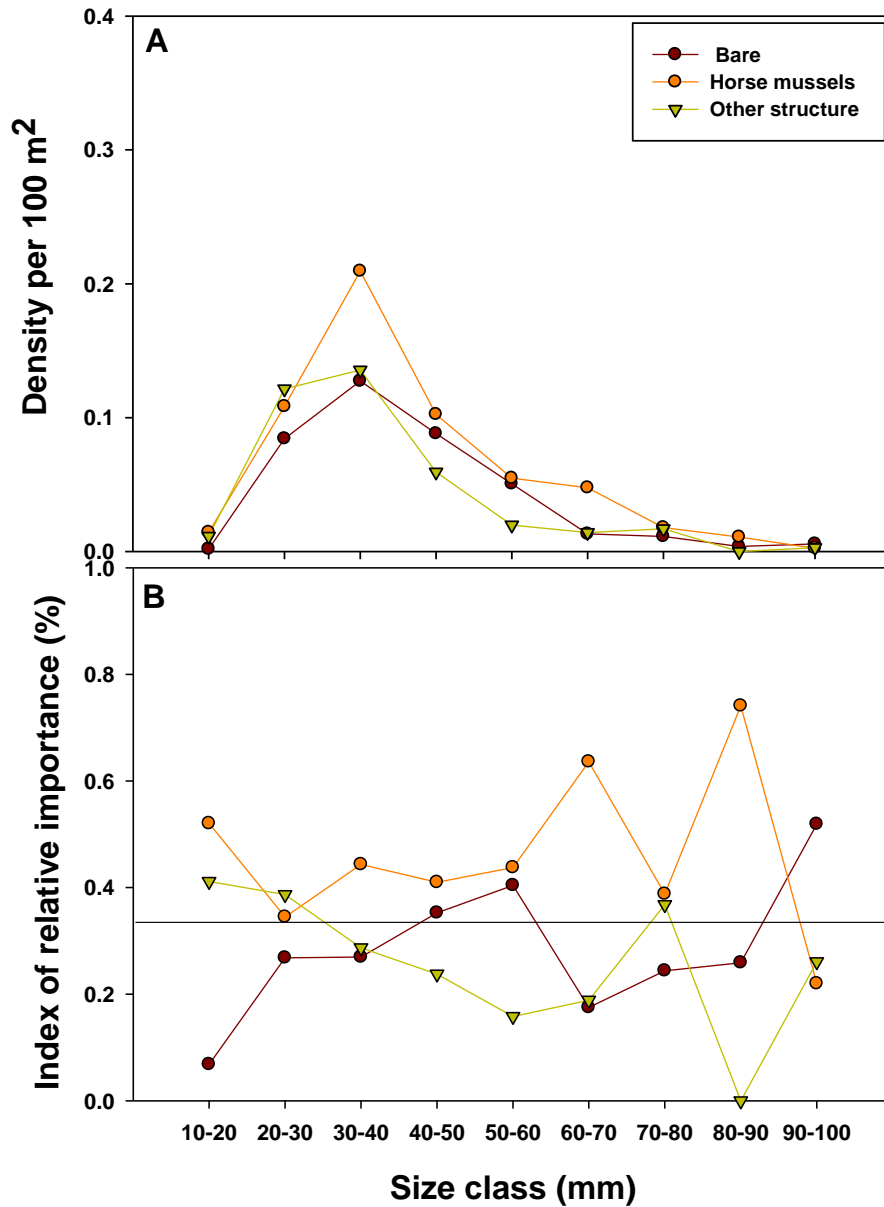 A
Bare
Horse mussels
Other structure
Density per 100 m²
0.4
0.3
0.2
0.1
0.0
B
Index of relative importance (%)
1.0
0.8
0.6
0.4
0.2
0.0
10-20 20-30 30-40 40-50 50-60 60-70 70-80 80-90 90-100
Size class (mm)